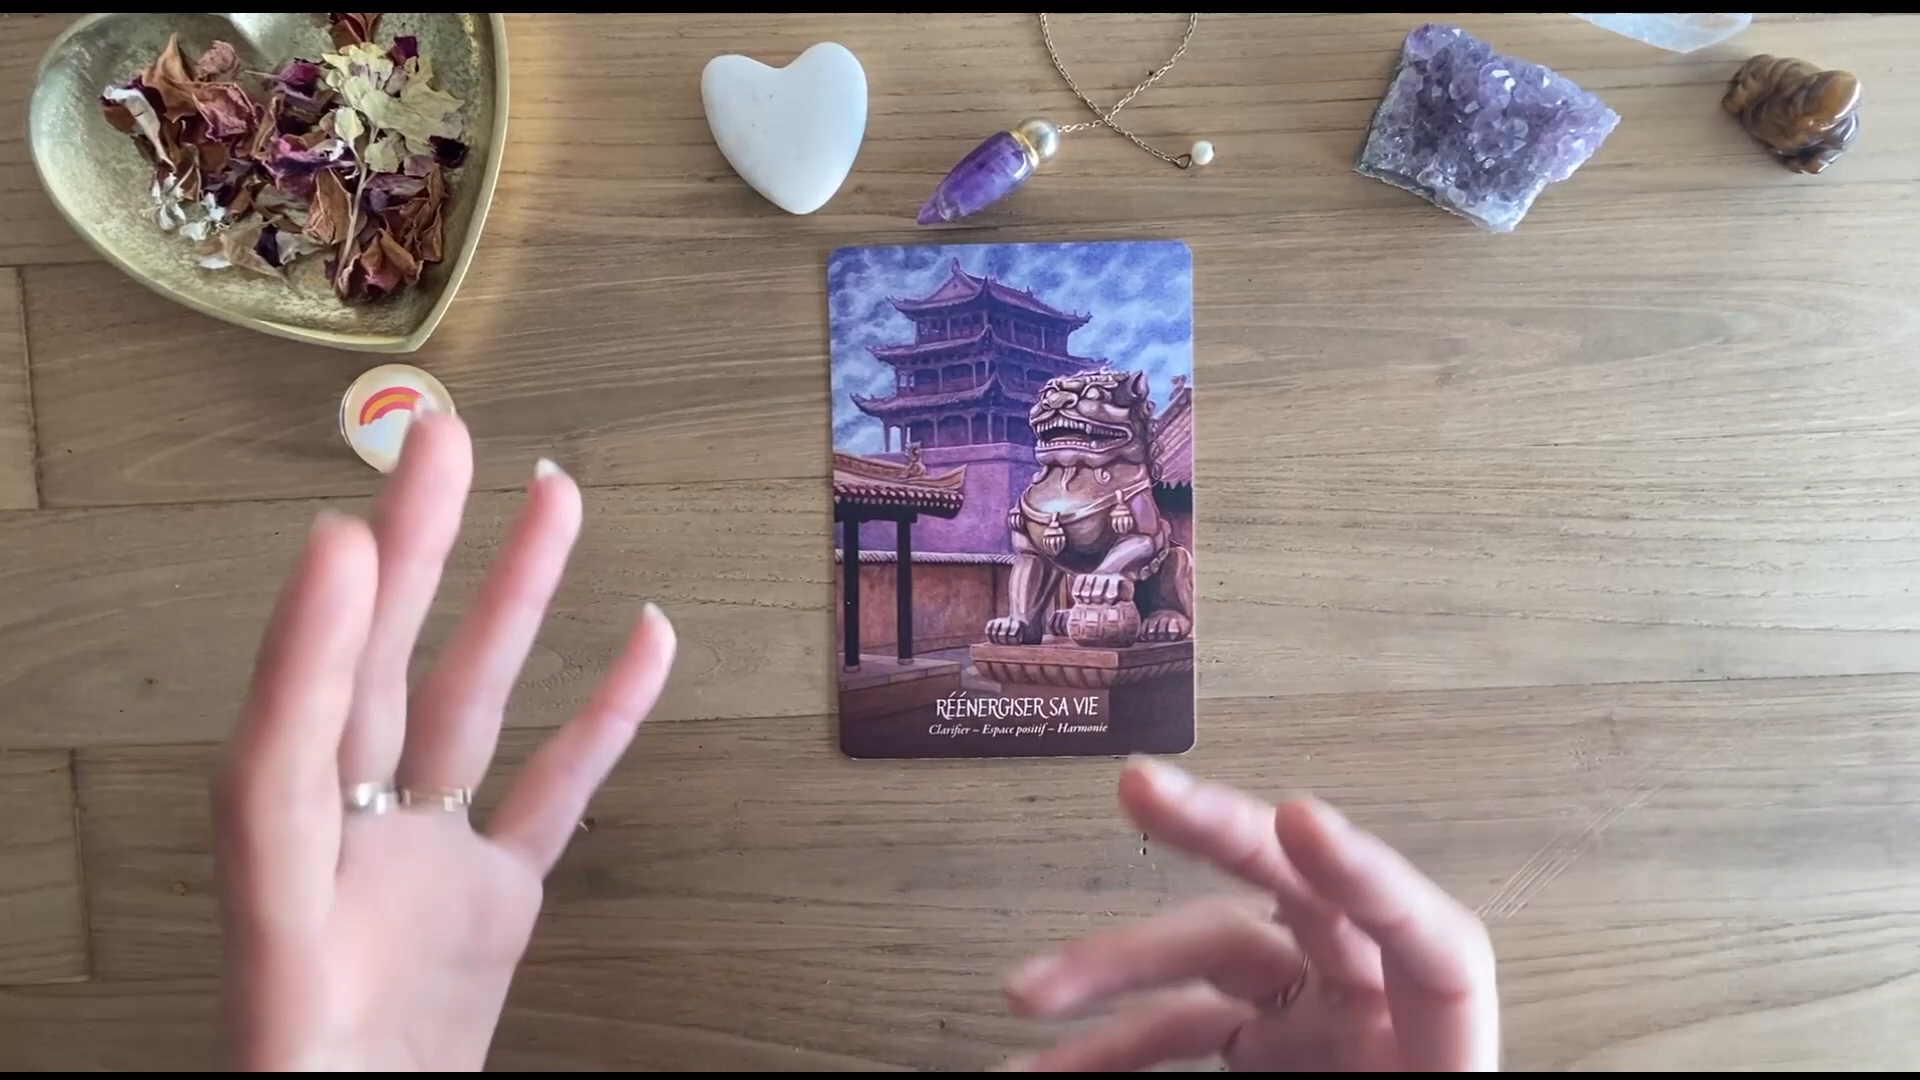 RÉÉNERGISER SA VIE
Clarifier – Espace positif – Harmonie